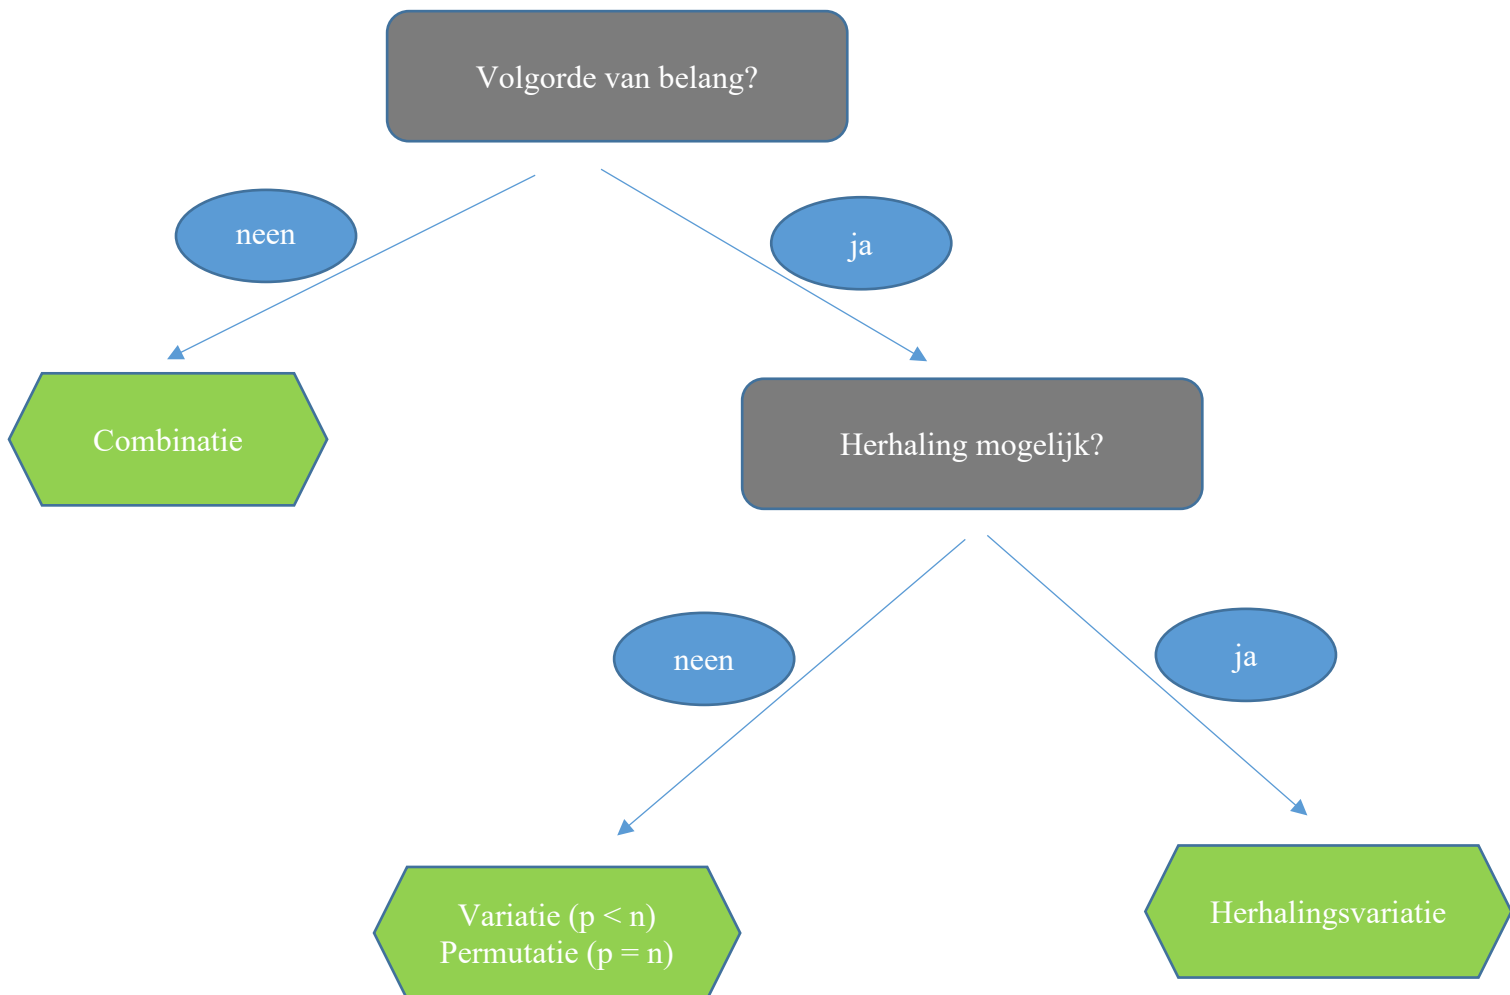 Volgorde van belang?
neen
ja
Combinatie
Herhaling mogelijk?
neen
ja
Variatie (p < n)
Permutatie (p = n)
Herhalingsvariatie